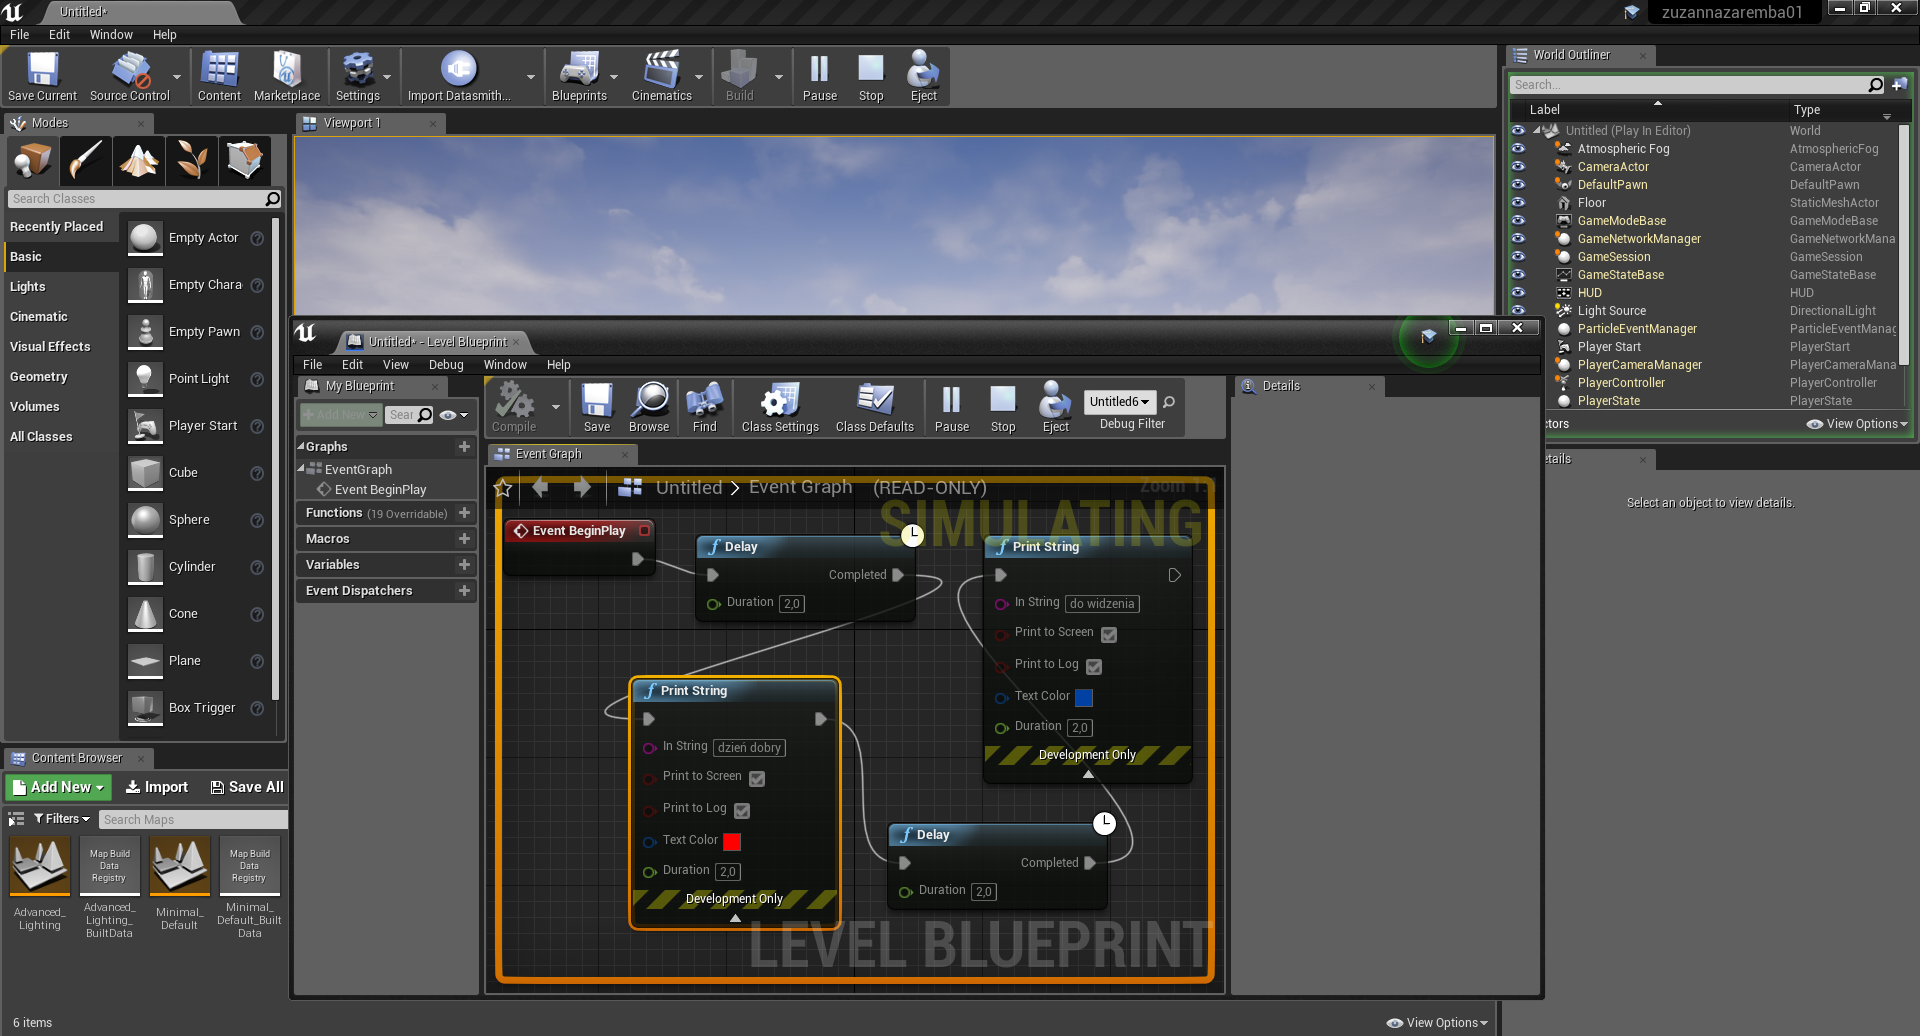 Untitled*
zuzannazaremba01
File Edit Window Help
Save Current
Source Control
Content
Marketplace
Settings
Import Datasmith...
Blueprints
Cinematics
Build
Pause
Stop
Eject
Modes
Search Classes
Recently Placed
Basic
Lights
Cinematic
Visual Effects
Geometry
Volumes
All Classes
Empty Actor
Empty Chara
Empty Pawn
Point Light
Player Start
Cube
Sphere
Cylinder
Cone
Plane
Box Trigger
Viewport 1
World Outliner
Search...
Label Type
Untitled (Play In Editor) World
Atmospheric Fog AtmosphericFog
CameraActor CameraActor
DefaultPawn DefaultPawn
Floor StaticMeshActor
GameModeBase GameModeBase
GameNetworkManager GameNetworkMana
GameSession GameSession
GameStateBase GameStateBase
HUD HUD
Light Source DirectionalLight
ParticleEventManager ParticleEventManag
Player Start PlayerStart
PlayerCameraManager PlayerCameraMana
PlayerController PlayerController
PlayerState PlayerState
ctors
View Options
etails
Select an object to view details.
Untitled* - Level Blueprint
File Edit View Debug Window Help
My Blueprint
Add New
Sear
Graphs
EventGraph
Event BeginPlay
Functions (19 Overridable)
Macros
Variables
Event Dispatchers
Compile
Save
Browse
Find
Class Settings
Class Defaults
Pause
Stop
Eject
Untitled6
Debug Filter
Details
Event Graph
Untitled > Event Graph (READ-ONLY)
Zoom 1:
SIMULATING
Event BeginPlay
Delay
Completed
Duration 2,0
Print String
In String do widzenia
Print to Screen
Print to Log
Text Color
Duration 2,0
Development Only
Print String
In String dzień dobry
Print to Screen
Print to Log
Text Color
Duration 2,0
Development Only
Delay
Completed
Duration 2,0
LEVEL BLUEPRINT
Content Browser
Add New
Import
Save All
Filters
Search Maps
Map Build
Data
Registry
Map Build
Data
Registry
Advanced_
Lighting
Advanced_
Lighting_
BuiltData
Minimal_
Default
Minimal_
Default_Built
Data
6 items
View Options